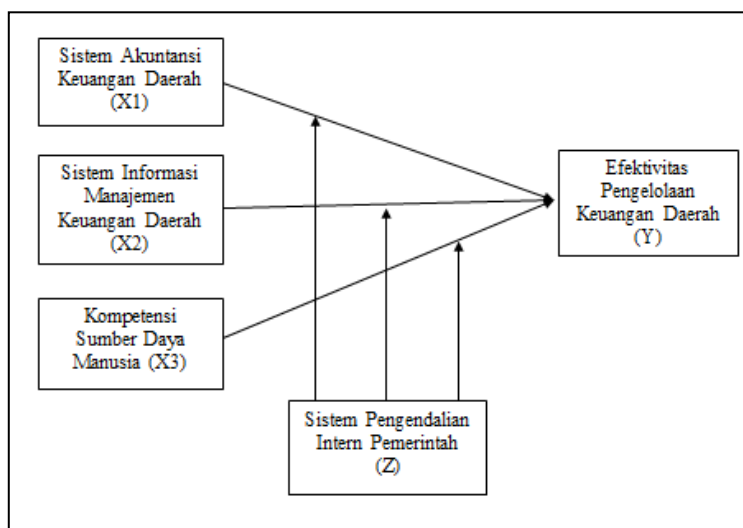 Sistem Akuntansi
Keuangan Daerah
(X1)
Sistem Informasi
Manajemen
Keuangan Daerah
(X2)
Kompetensi
Sumber Daya
Manusia (X3)
Efektivitas
Pengelolaan
Keuangan Daerah
(Y)
Sistem Pengendalian
Intern Pemerintah
(Z)